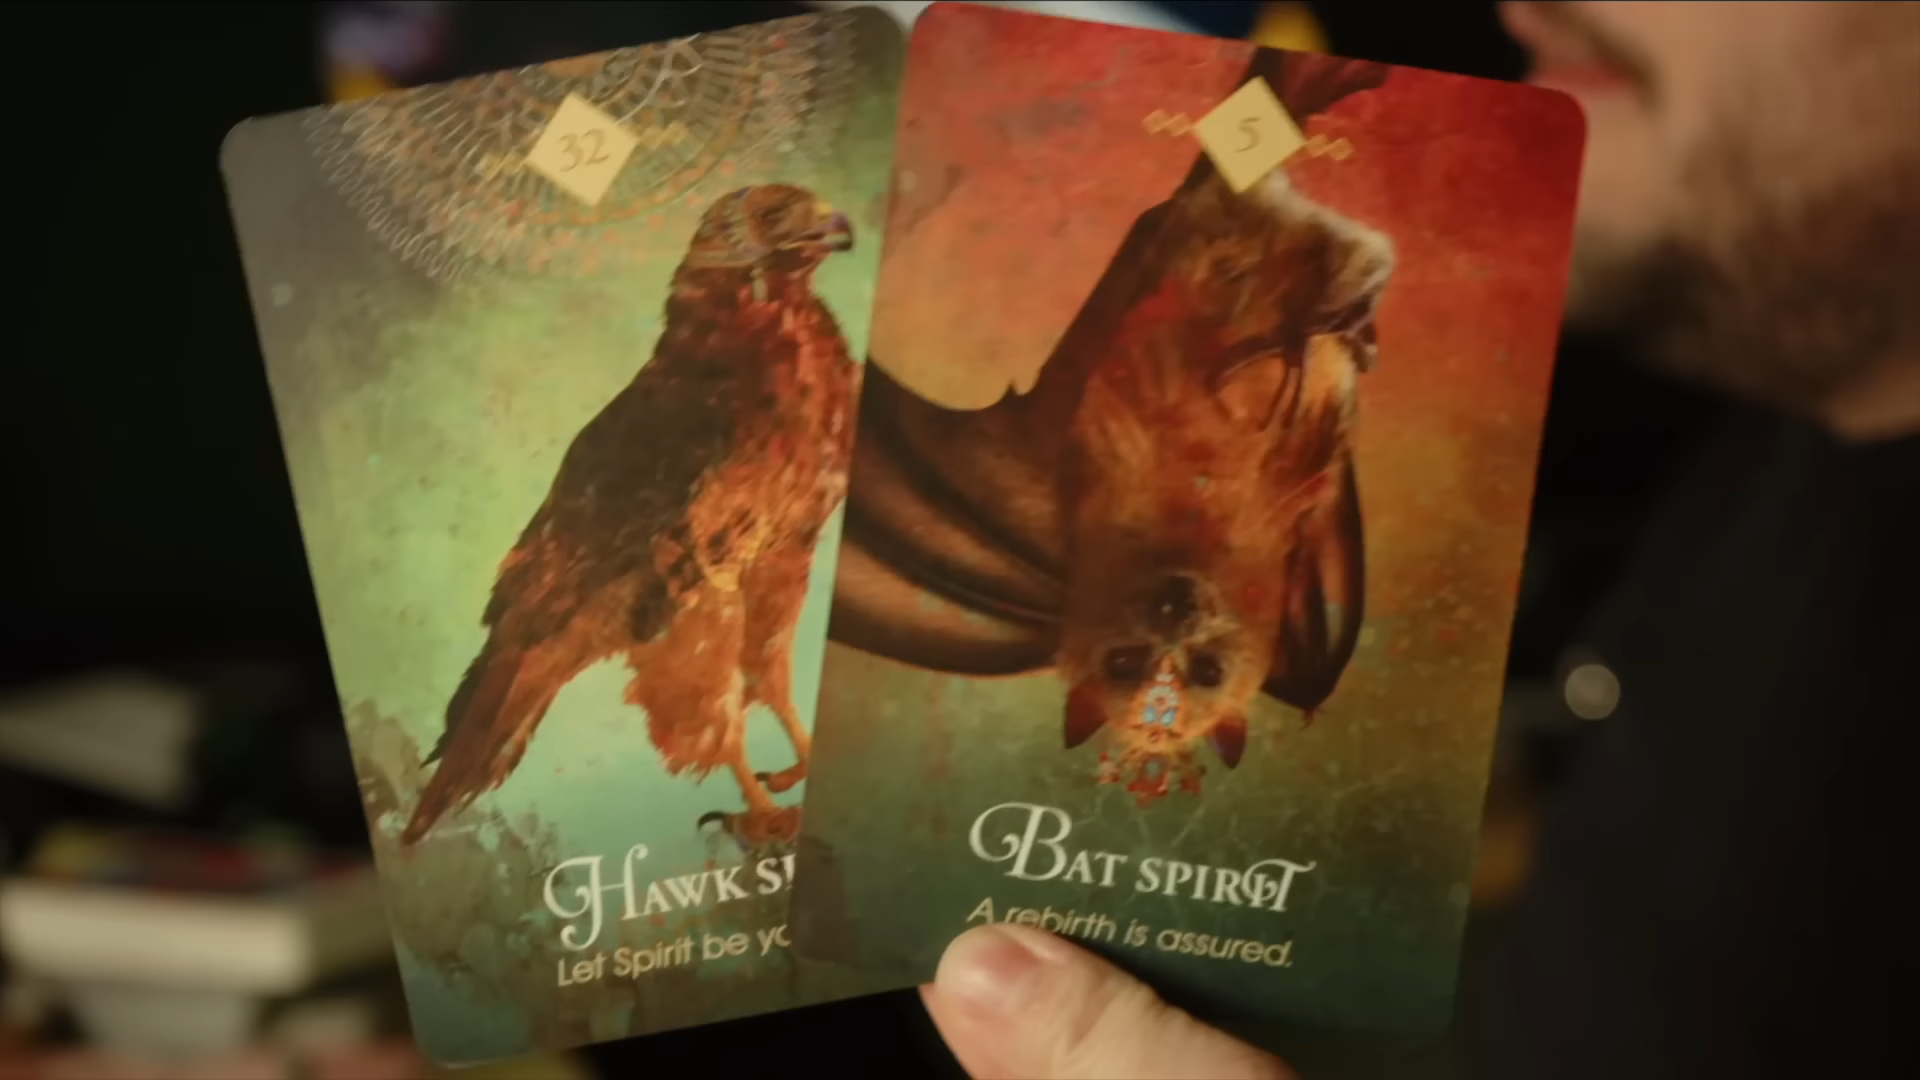 32
HAWK SP
Let Spirit be yo
5
BAT SPIRIT
A rebirth is assured.